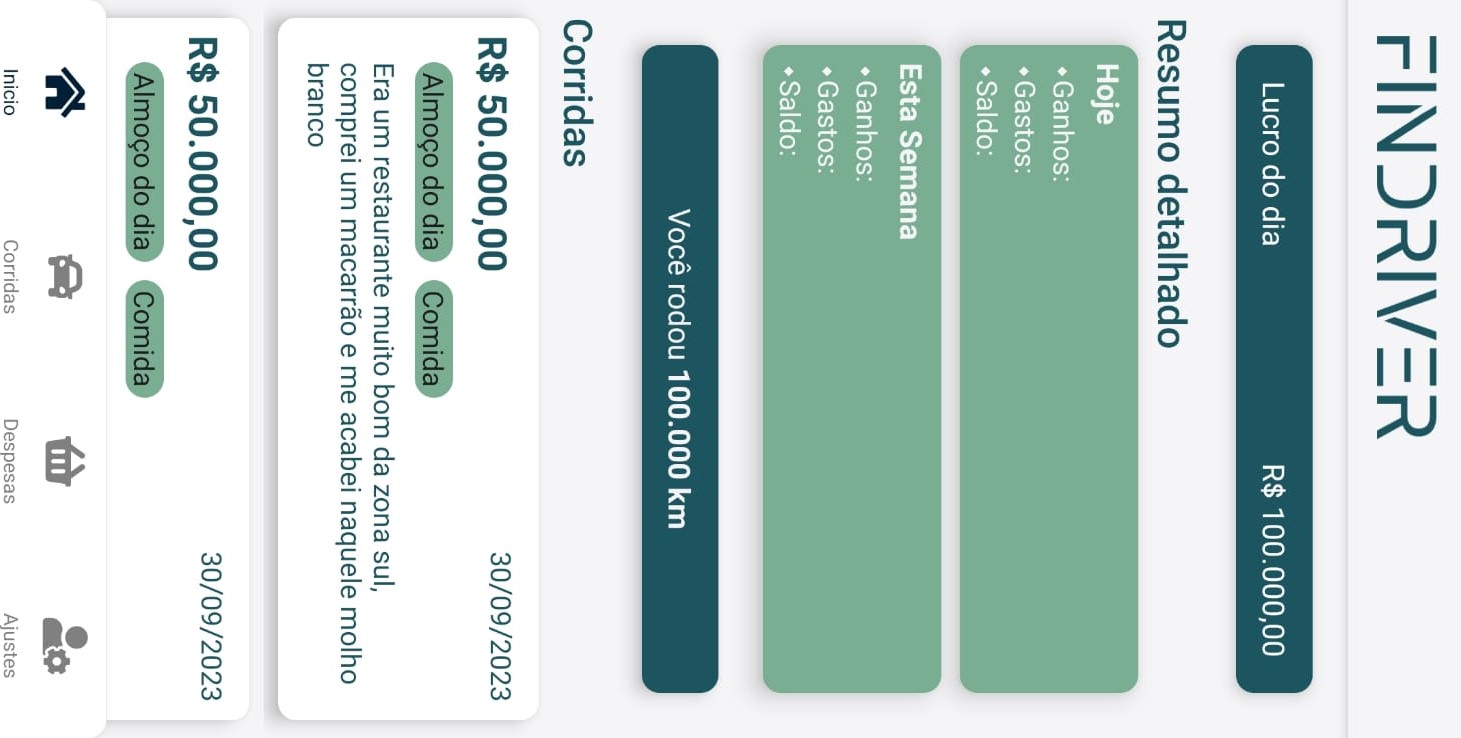 FINDRIVER
Lucro do dia R$ 100.000,00
Resumo detalhado
Hoje
Ganhos:
Gastos:
Saldo:
Esta Semana
Ganhos:
Gastos:
Saldo:
Você rodou 100.000 km
Corridas
R$ 50.000,00 30/09/2023
Almoço do dia Comida
Era um restaurante muito bom da zona sul,
comprei um macarrão e me acabei naquele molho
branco
R$ 50.000,00 30/09/2023
Almoço do dia Comida
Inicio Corridas Despesas Ajustes